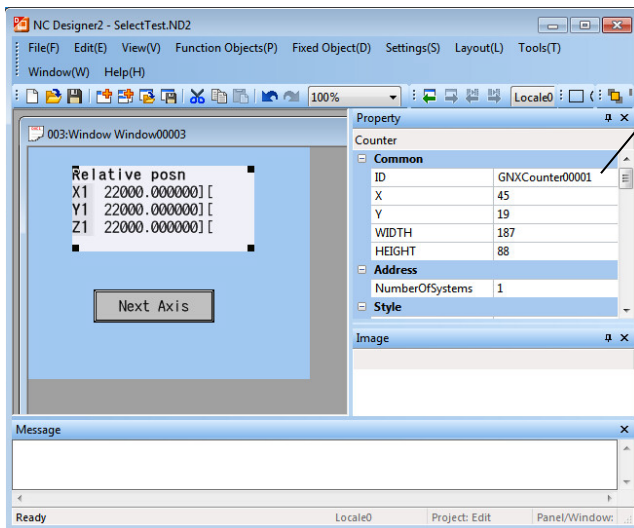 NC Designer2 - SelectTest.ND2
File(F) Edit(E) View(V) Function Objects(P) Fixed Object(D) Settings(S) Layout(L) Tools(T)
Window(W) Help(H)
100% Locale0
003:Window Window00003
Relative posn
X1 22000.000000][
Y1 22000.000000][
Z1 22000.000000][
Next Axis
Property
Counter
Common
ID GNXCounter00001
X 45
Y 19
WIDTH 187
HEIGHT 88
Address
NumberOfSystems 1
Style
Image
Message
Ready Locale0 Project: Edit Panel/Window: